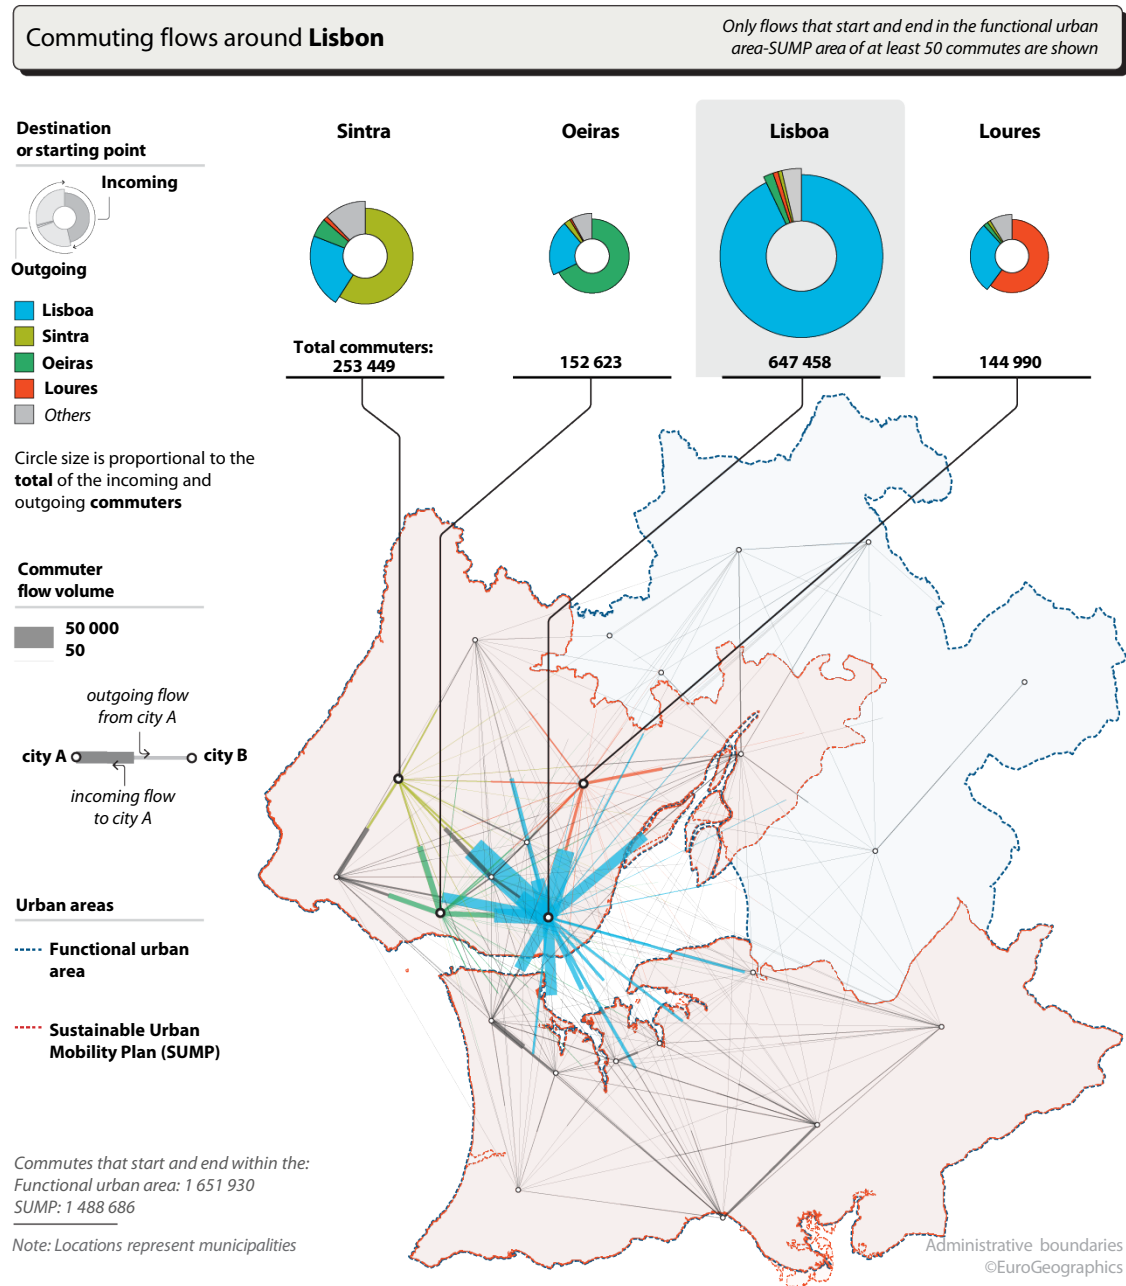 Commuting flows around Lisbon
Only flows that start and end in the functional urban
area-SUMP area of at least 50 commutes are shown
Destination
or starting point
Incoming
Outgoing
Lisboa
Sintra
Oeiras
Loures
Others
Circle size is proportional to the
total of the incoming and
outgoing commuters
Sintra
Oeiras
Lisboa
Loures
Total commuters:
253 449
152 623
647 458
144 990
Commuter
flow volume
50 000
50
outgoing flow
from city A
city A
city B
incoming flow
to city A
Urban areas
Functional urban
area
Sustainable Urban
Mobility Plan (SUMP)
Commutes that start and end within the:
Functional urban area: 1 651 930
SUMP: 1 488 686
Note: Locations represent municipalities
Administrative boundaries
©EuroGeographics